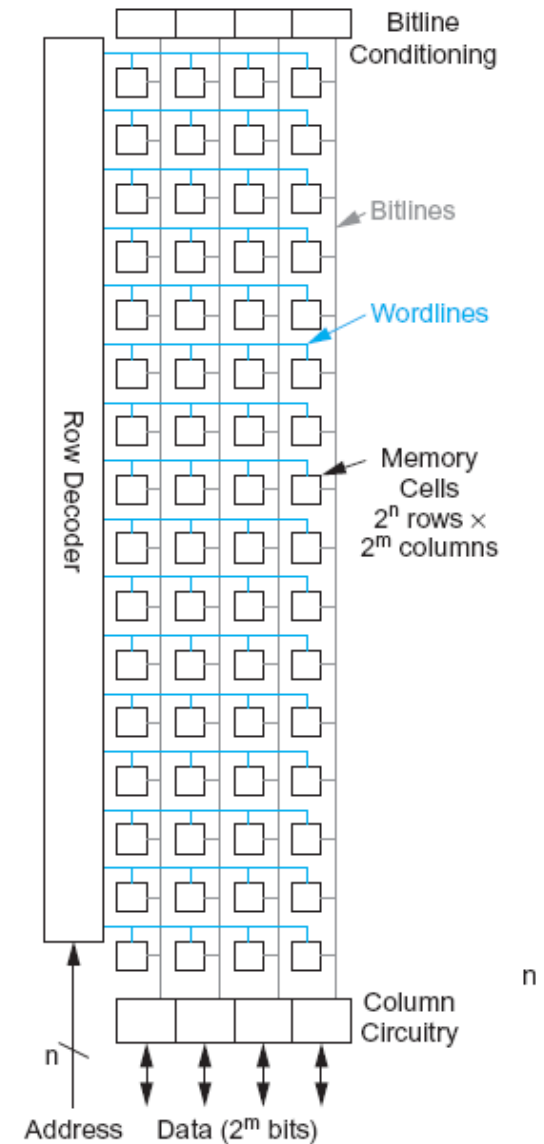 Bitline
Conditioning
Bitlines
Wordlines
Row Decoder
Memory
Cells
2ⁿ rows ×
2ᵐ columns
n
Column
Circuitry
n
Address
Data (2ᵐ bits)